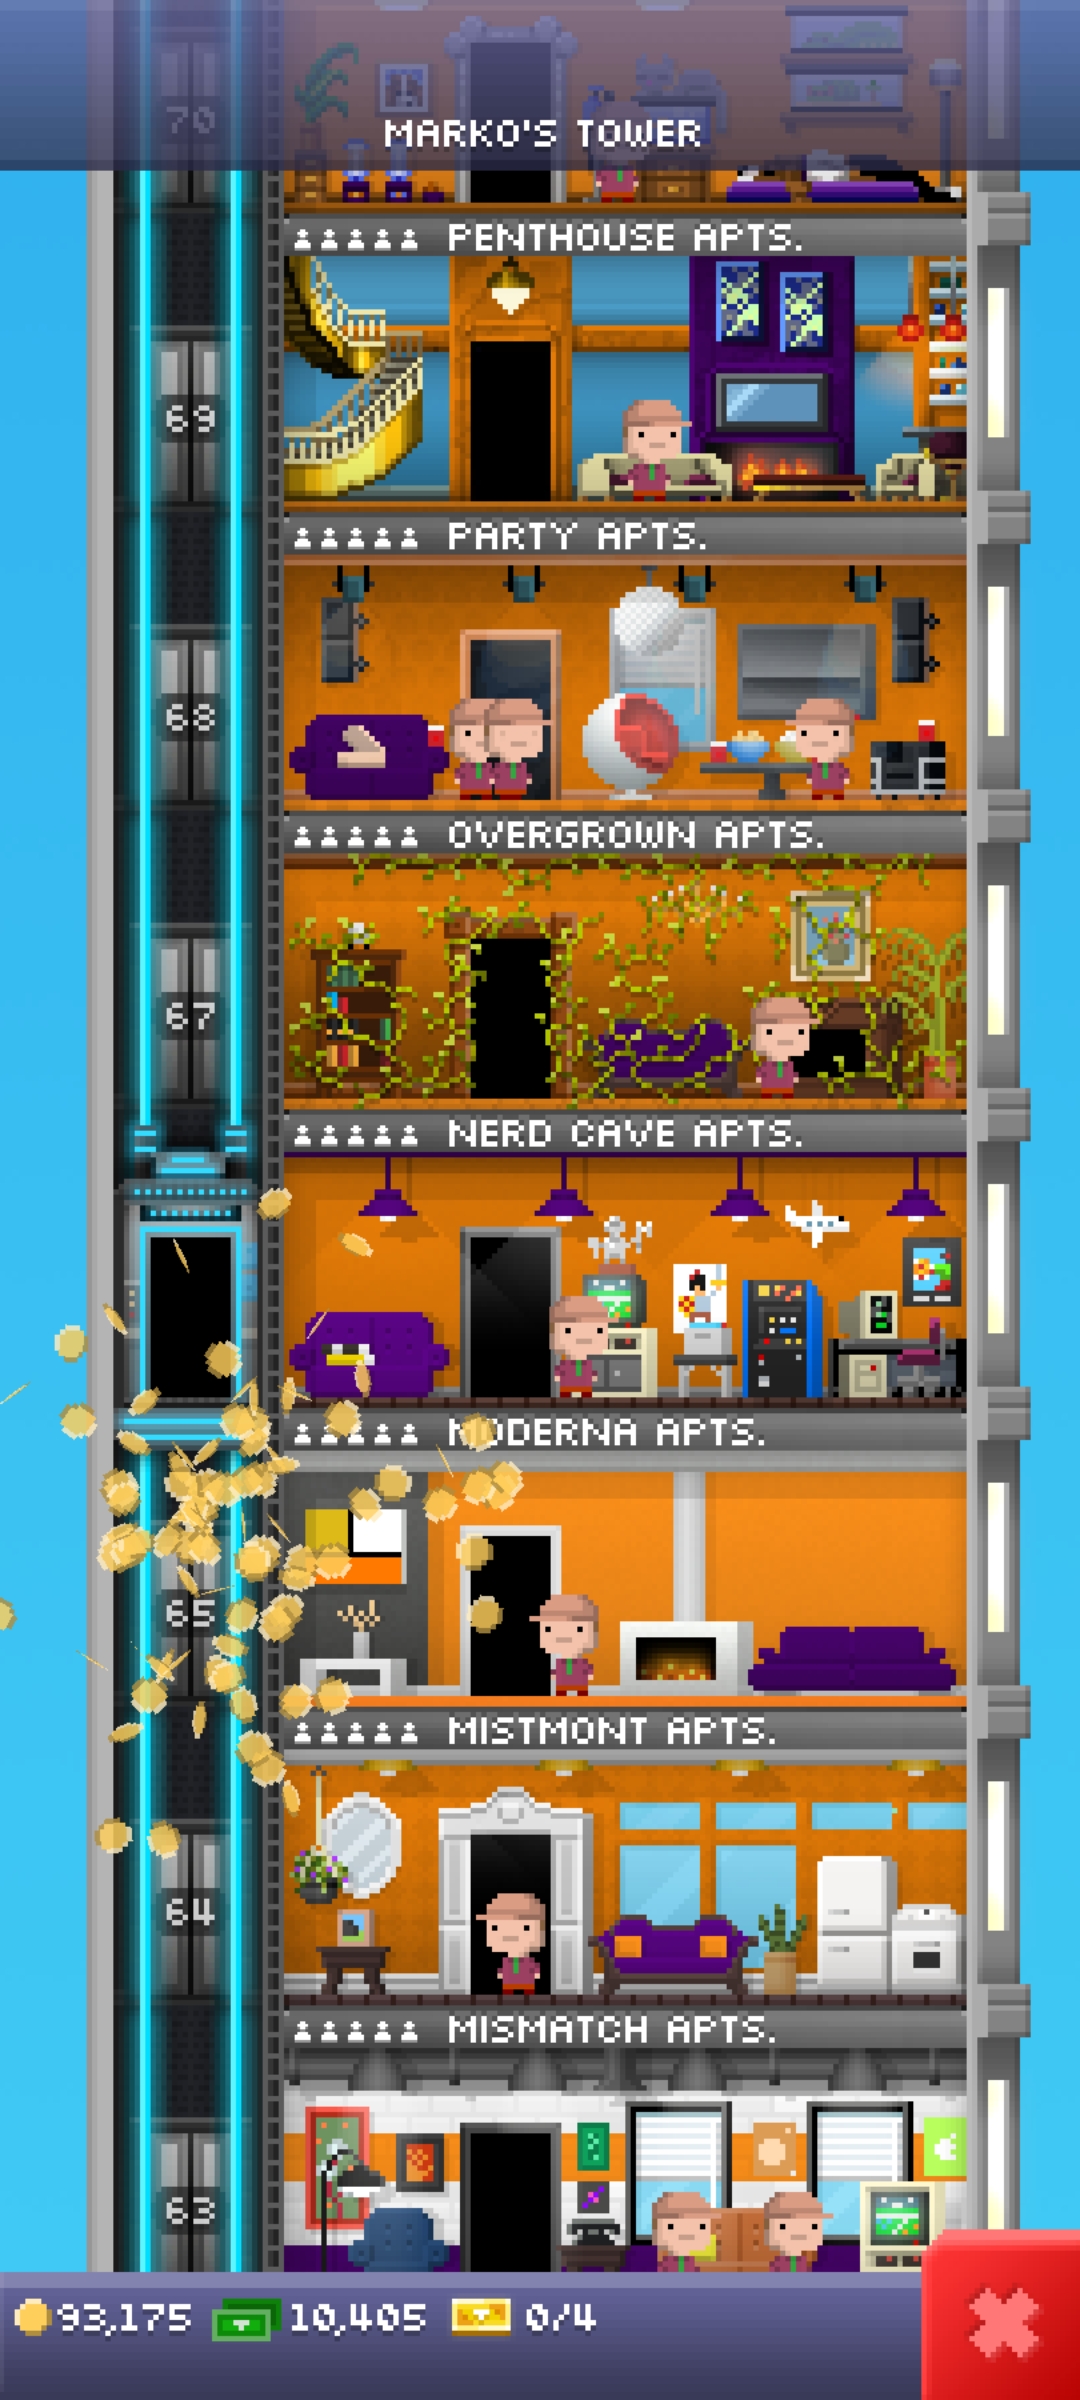 70
MARKO'S TOWER
PENTHOUSE APTS.
69
PARTY APTS.
68
OVERGROWN APTS.
67
NERD CAVE APTS.
MODERNA APTS.
65
MISTMONT APTS.
64
MISMATCH APTS.
63
93,175 10,405 0/4